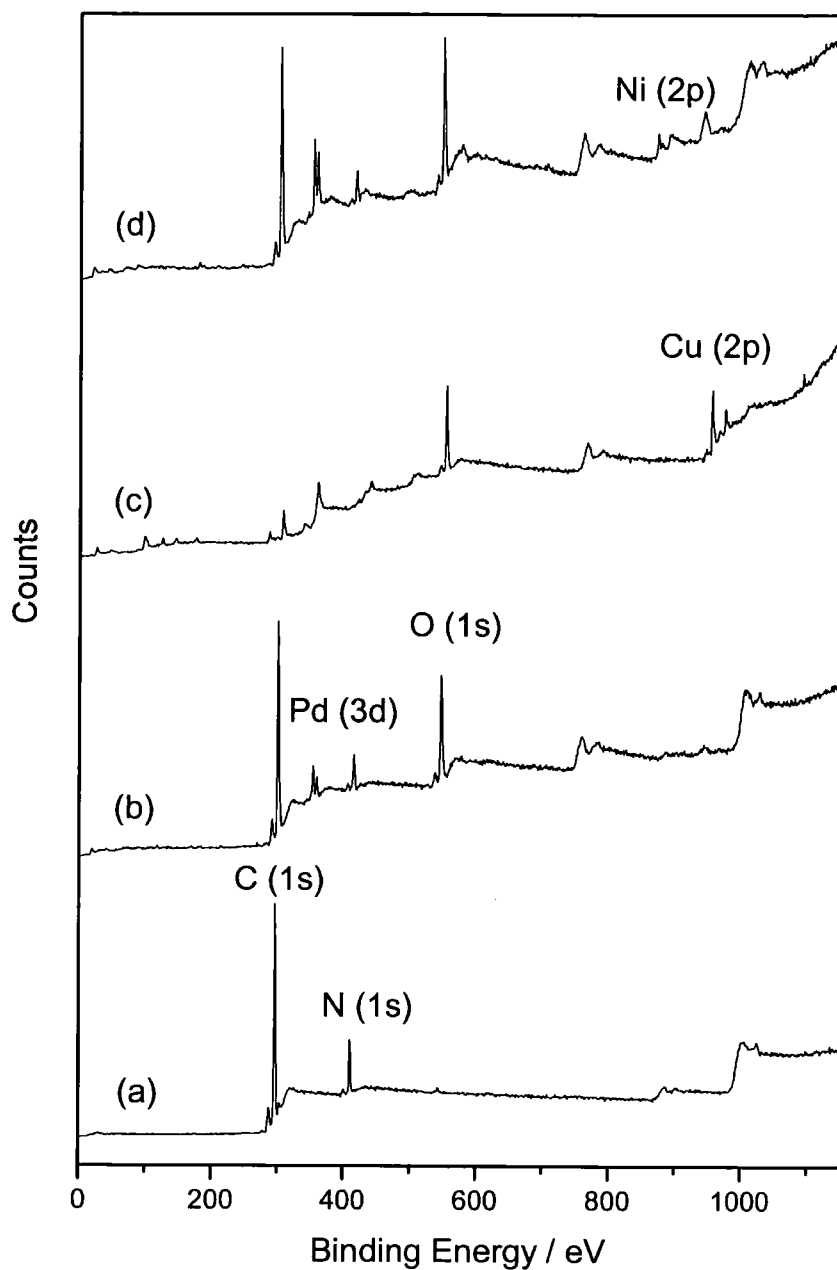 Ni (2p)
(d)
Cu (2p)
(c)
O (1s)
Pd (3d)
(b)
C (1s)
N (1s)
(a)
Counts
0 200 400 600 800 1000
Binding Energy / eV